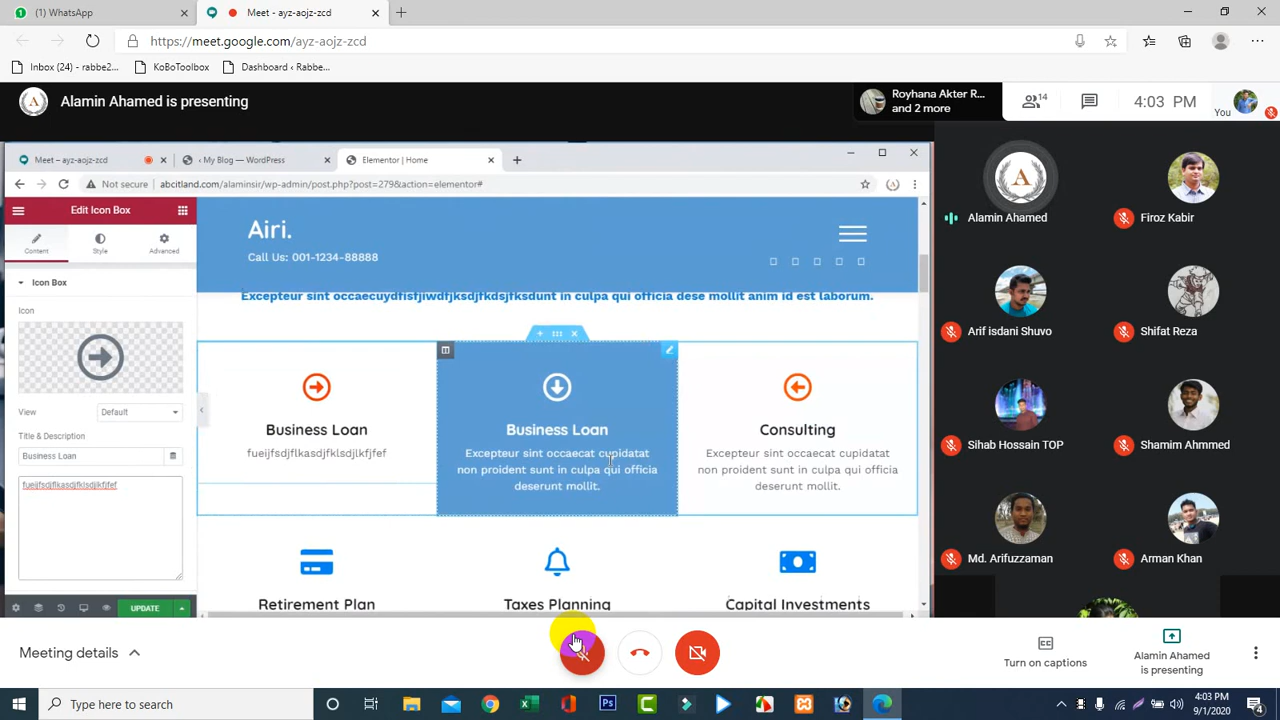 (1) WhatsApp
Meet - ayz-aojz-zcd
https://meet.google.com/ayz-aojz-zcd
Inbox (24) - rabbe2...
KoBoToolbox
Dashboard ‹ Rabbe...
Alamin Ahamed is presenting
Royhana Akter R...
and 2 more
14
4:03 PM
You
Meet – ayz-aojz-zcd
‹ My Blog — WordPress
Elementor | Home
Not secure | abcitland.com/alaminsir/wp-admin/post.php?post=279&action=elementor#
Edit Icon Box
Content
Style
Advanced
Icon Box
Icon
View
Default
Title & Description
Business Loan
fueijfsdjflkasdjfklsdjlkfjfef
UPDATE
Airi.
Call Us: 001-1234-88888
Excepteur sint occaecuydfisfjiwdfjksdjfkdsjfksdunt in culpa qui officia dese mollit anim id est laborum.
Business Loan
fueijfsdjflkasdjfklsdjlkfjfef
Business Loan
Excepteur sint occaecat cupidatat
non proident sunt in culpa qui officia
deserunt mollit.
Consulting
Excepteur sint occaecat cupidatat
non proident sunt in culpa qui officia
deserunt mollit.
Retirement Plan
Taxes Planning
Capital Investments
Alamin Ahamed
Firoz Kabir
Arif isdani Shuvo
Shifat Reza
Sihab Hossain TOP
Shamim Ahmmed
Md. Arifuzzaman
Arman Khan
Meeting details
Turn on captions
Alamin Ahamed
is presenting
Type here to search
4:03 PM
9/1/2020
4